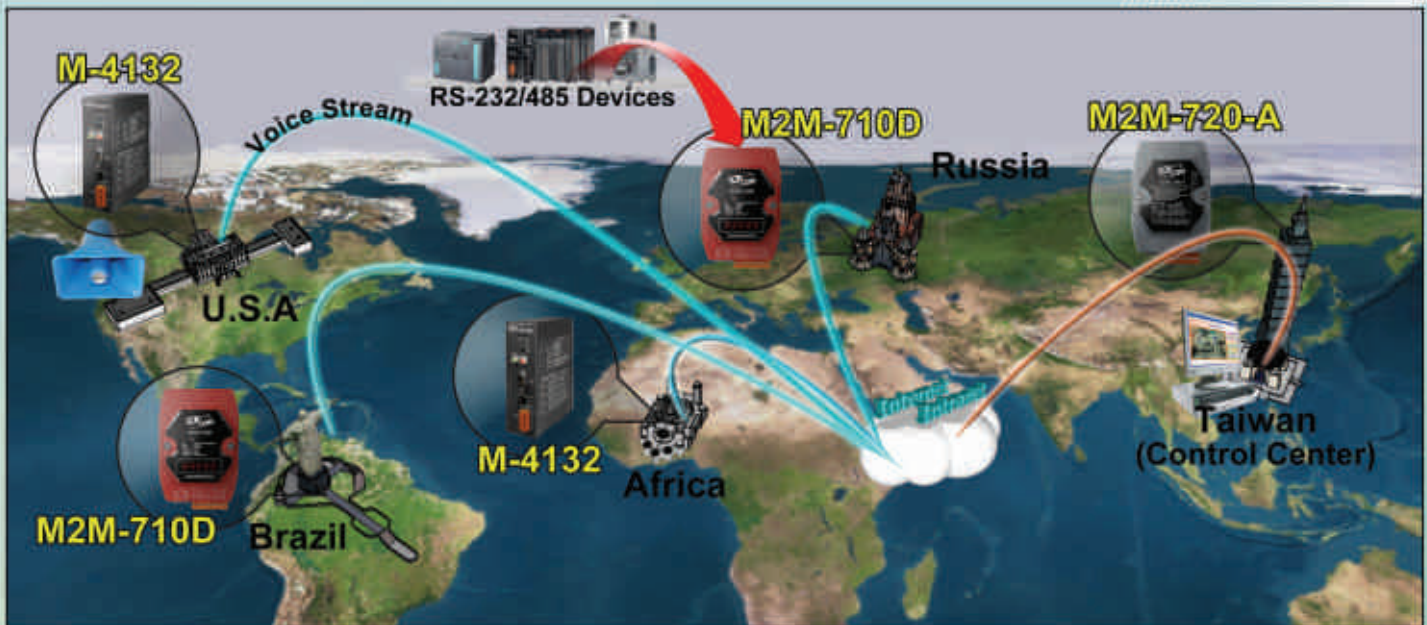 M-4132
RS-232/485 Devices
Voice Stream
M2M-710D
M2M-720-A
Russia
U.S.A
Internet
Taiwan
(Control Center)
M-4132
Africa
M2M-710D
Brazil